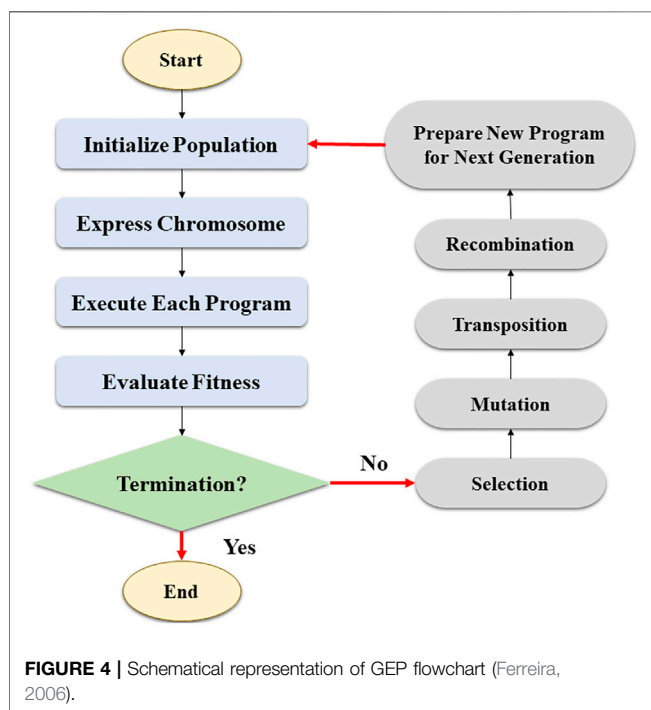 Start
Initialize Population
Express Chromosome
Execute Each Program
Evaluate Fitness
Termination?
No
Yes
End
Selection
Mutation
Transposition
Recombination
Prepare New Program
for Next Generation
FIGURE 4 | Schematical representation of GEP flowchart (Ferreira,
2006).